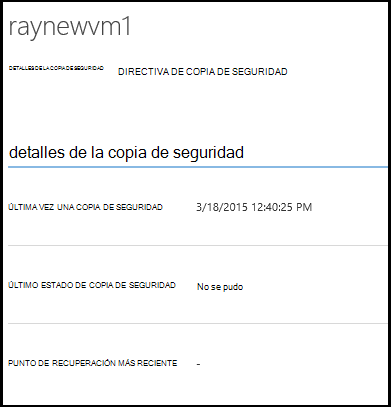 raynewvm1
DETALLES DE LA COPIA DE SEGURIDAD DIRECTIVA DE COPIA DE SEGURIDAD
detalles de la copia de seguridad
ÚLTIMA VEZ UNA COPIA DE SEGURIDAD 3/18/2015 12:40:25 PM
ÚLTIMO ESTADO DE COPIA DE SEGURIDAD No se pudo
PUNTO DE RECUPERACIÓN MÁS RECIENTE -